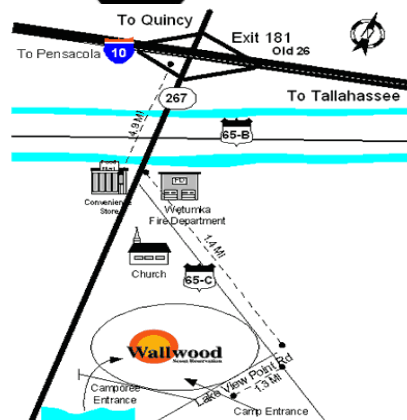 To Quincy
Exit 181
Old 26
To Pensacola
10
267
To Tallahassee
4.9 MI
65-B
Convenience
Store
Wetumka
Fire Department
1.4 MI
Church
65-C
Wallwood
Scout Reservation
Lake View Point Rd
1.3 MI
Camporee
Entrance
Camp Entrance